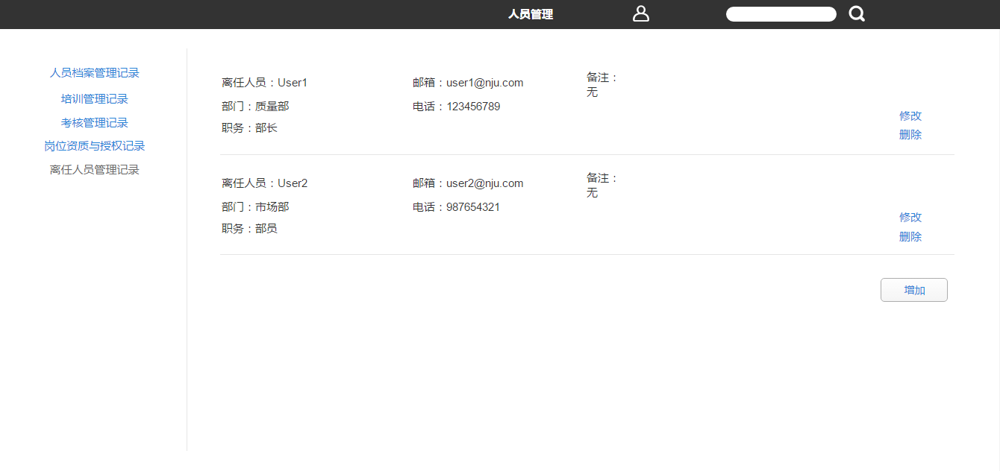 人员管理
人员档案管理记录
培训管理记录
考核管理记录
岗位资质与授权记录
离任人员管理记录
离任人员：User1
部门：质量部
职务：部长
邮箱：user1@nju.com
电话：123456789
备注：
无
修改
删除
离任人员：User2
部门：市场部
职务：部员
邮箱：user2@nju.com
电话：987654321
备注：
无
修改
删除
增加